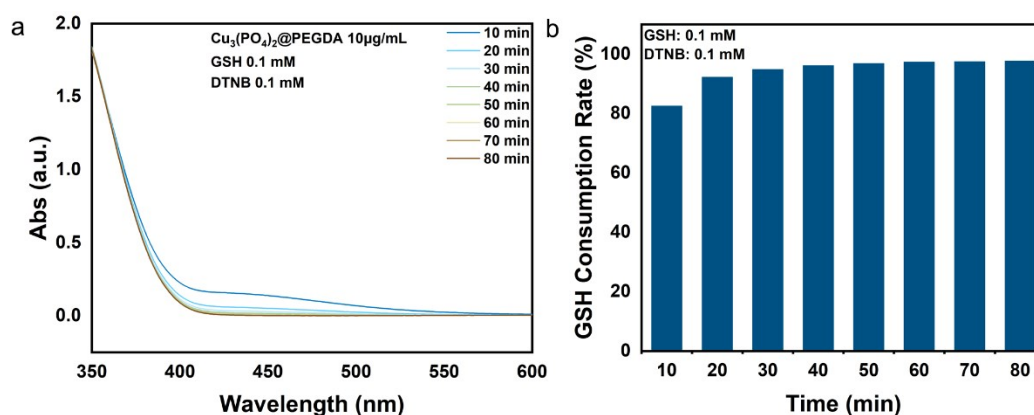 a
2.0
1.5
1.0
0.5
0.0
350
400
450
500
550
600
Abs (a.u.)
Wavelength (nm)
Cu₃(PO₄)₂@PEGDA 10μg/mL
GSH 0.1 mM
DTNB 0.1 mM
10 min
20 min
30 min
40 min
50 min
60 min
70 min
80 min
b
GSH: 0.1 mM
DTNB: 0.1 mM
100
80
60
40
20
0
10
20
30
40
50
60
70
80
GSH Consumption Rate (%)
Time (min)